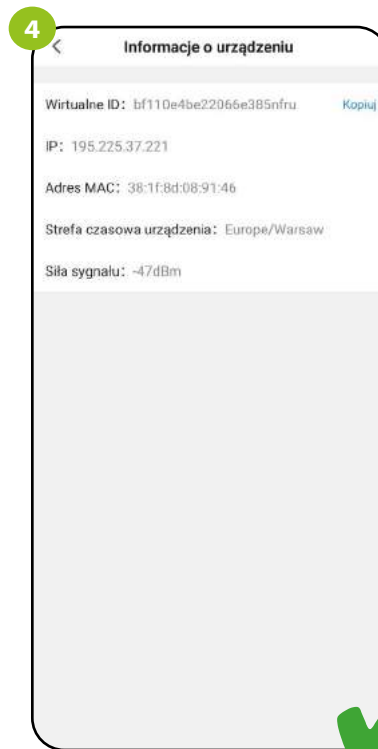 4
< Informacje o urządzeniu
Wirtualne ID: bf110e4be22066e385nfru Kopiuj
IP: 195.225.37.221
Adres MAC: 38:1f:8d:08:91:46
Strefa czasowa urządzenia: Europe/Warsaw
Siła sygnału: -47dBm